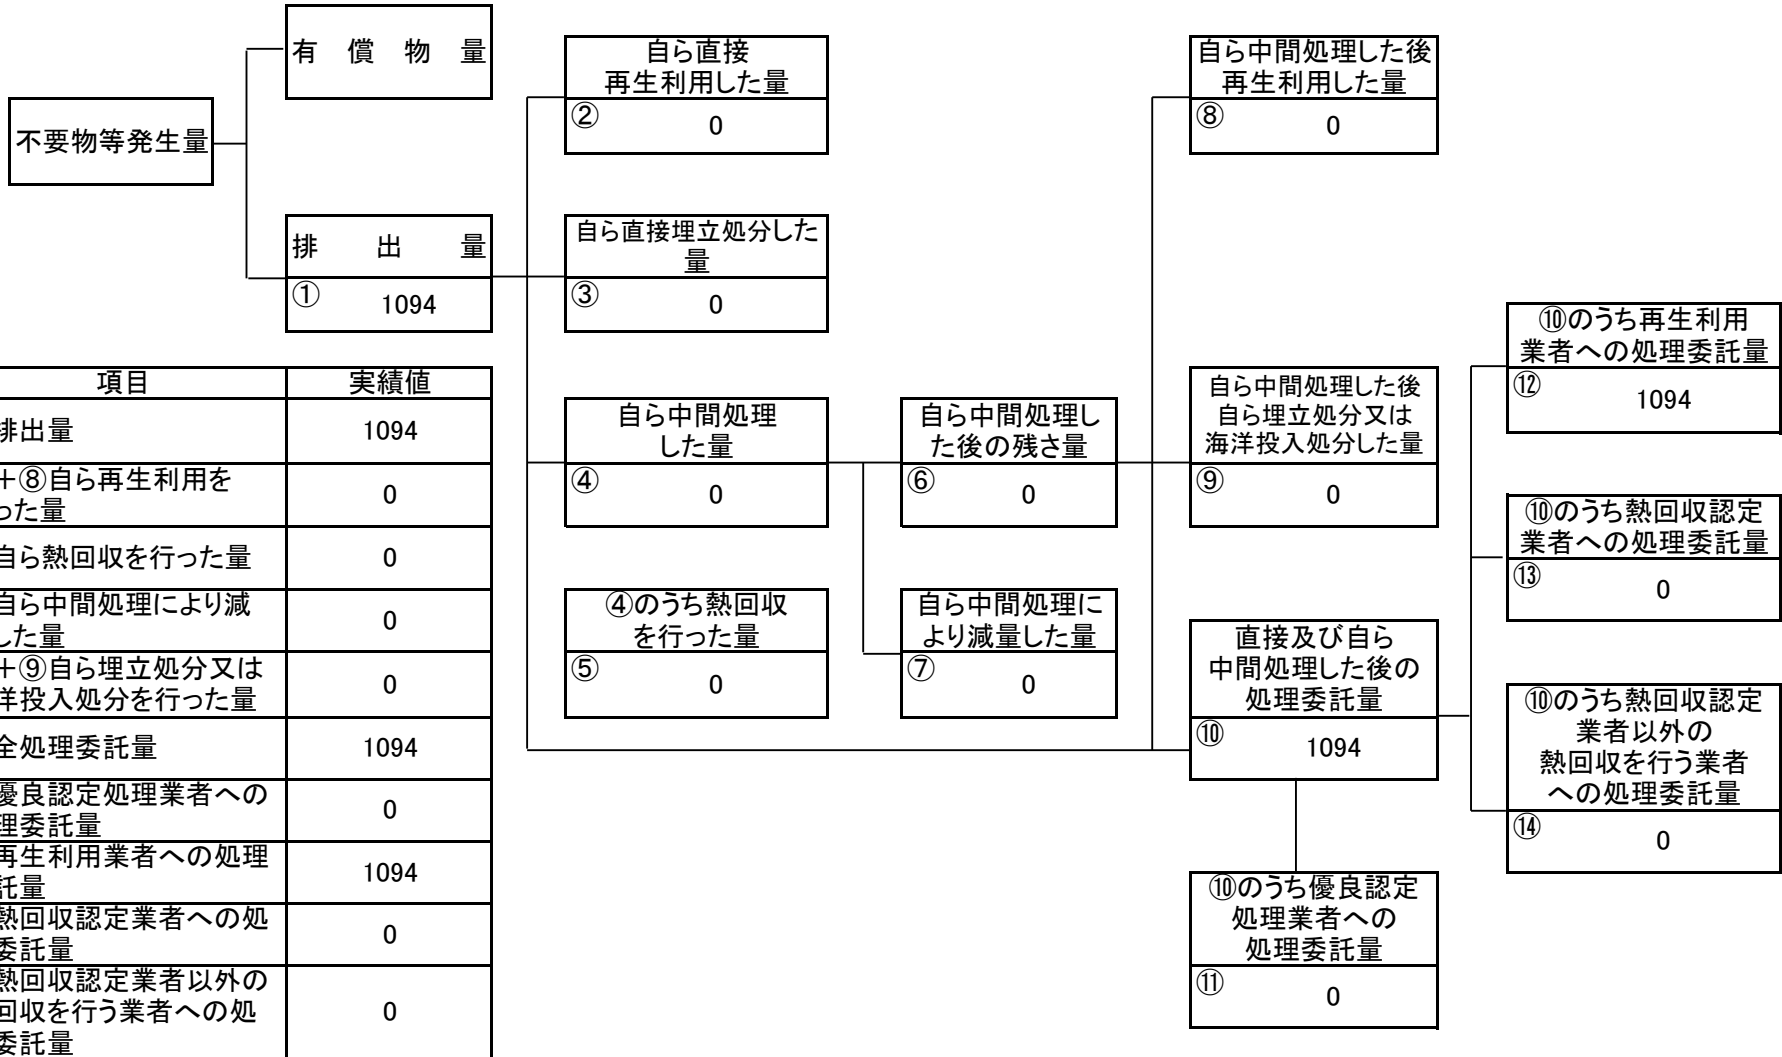 有 償 物 量
不要物等発生量
排 出 量
① 1094
自ら直接
再生利用した量
② 0
自ら直接埋立処分した
量
③ 0
自ら中間処理
した量
④ 0
④のうち熱回収
を行った量
⑤ 0
自ら中間処理し
た後の残さ量
⑥ 0
自ら中間処理に
より減量した量
⑦ 0
自ら中間処理した後
再生利用した量
⑧ 0
自ら中間処理した後
自ら埋立処分又は
海洋投入処分した量
⑨ 0
直接及び自ら
中間処理した後の
処理委託量
⑩ 1094
⑩のうち優良認定
処理業者への
処理委託量
⑪ 0
⑩のうち再生利用
業者への処理委託量
⑫ 1094
⑩のうち熱回収認定
業者への処理委託量
⑬ 0
⑩のうち熱回収認定
業者以外の
熱回収を行う業者
への処理委託量
⑭ 0
項目 実績値
排出量 1094
+⑧自ら再生利用を
った量 0
自ら熱回収を行った量 0
自ら中間処理により減
した量 0
+⑨自ら埋立処分又は
洋投入処分を行った量 0
全処理委託量 1094
優良認定処理業者への
理委託量 0
再生利用業者への処理
託量 1094
熱回収認定業者への処
委託量 0
熱回収認定業者以外の
回収を行う業者への処
委託量 0